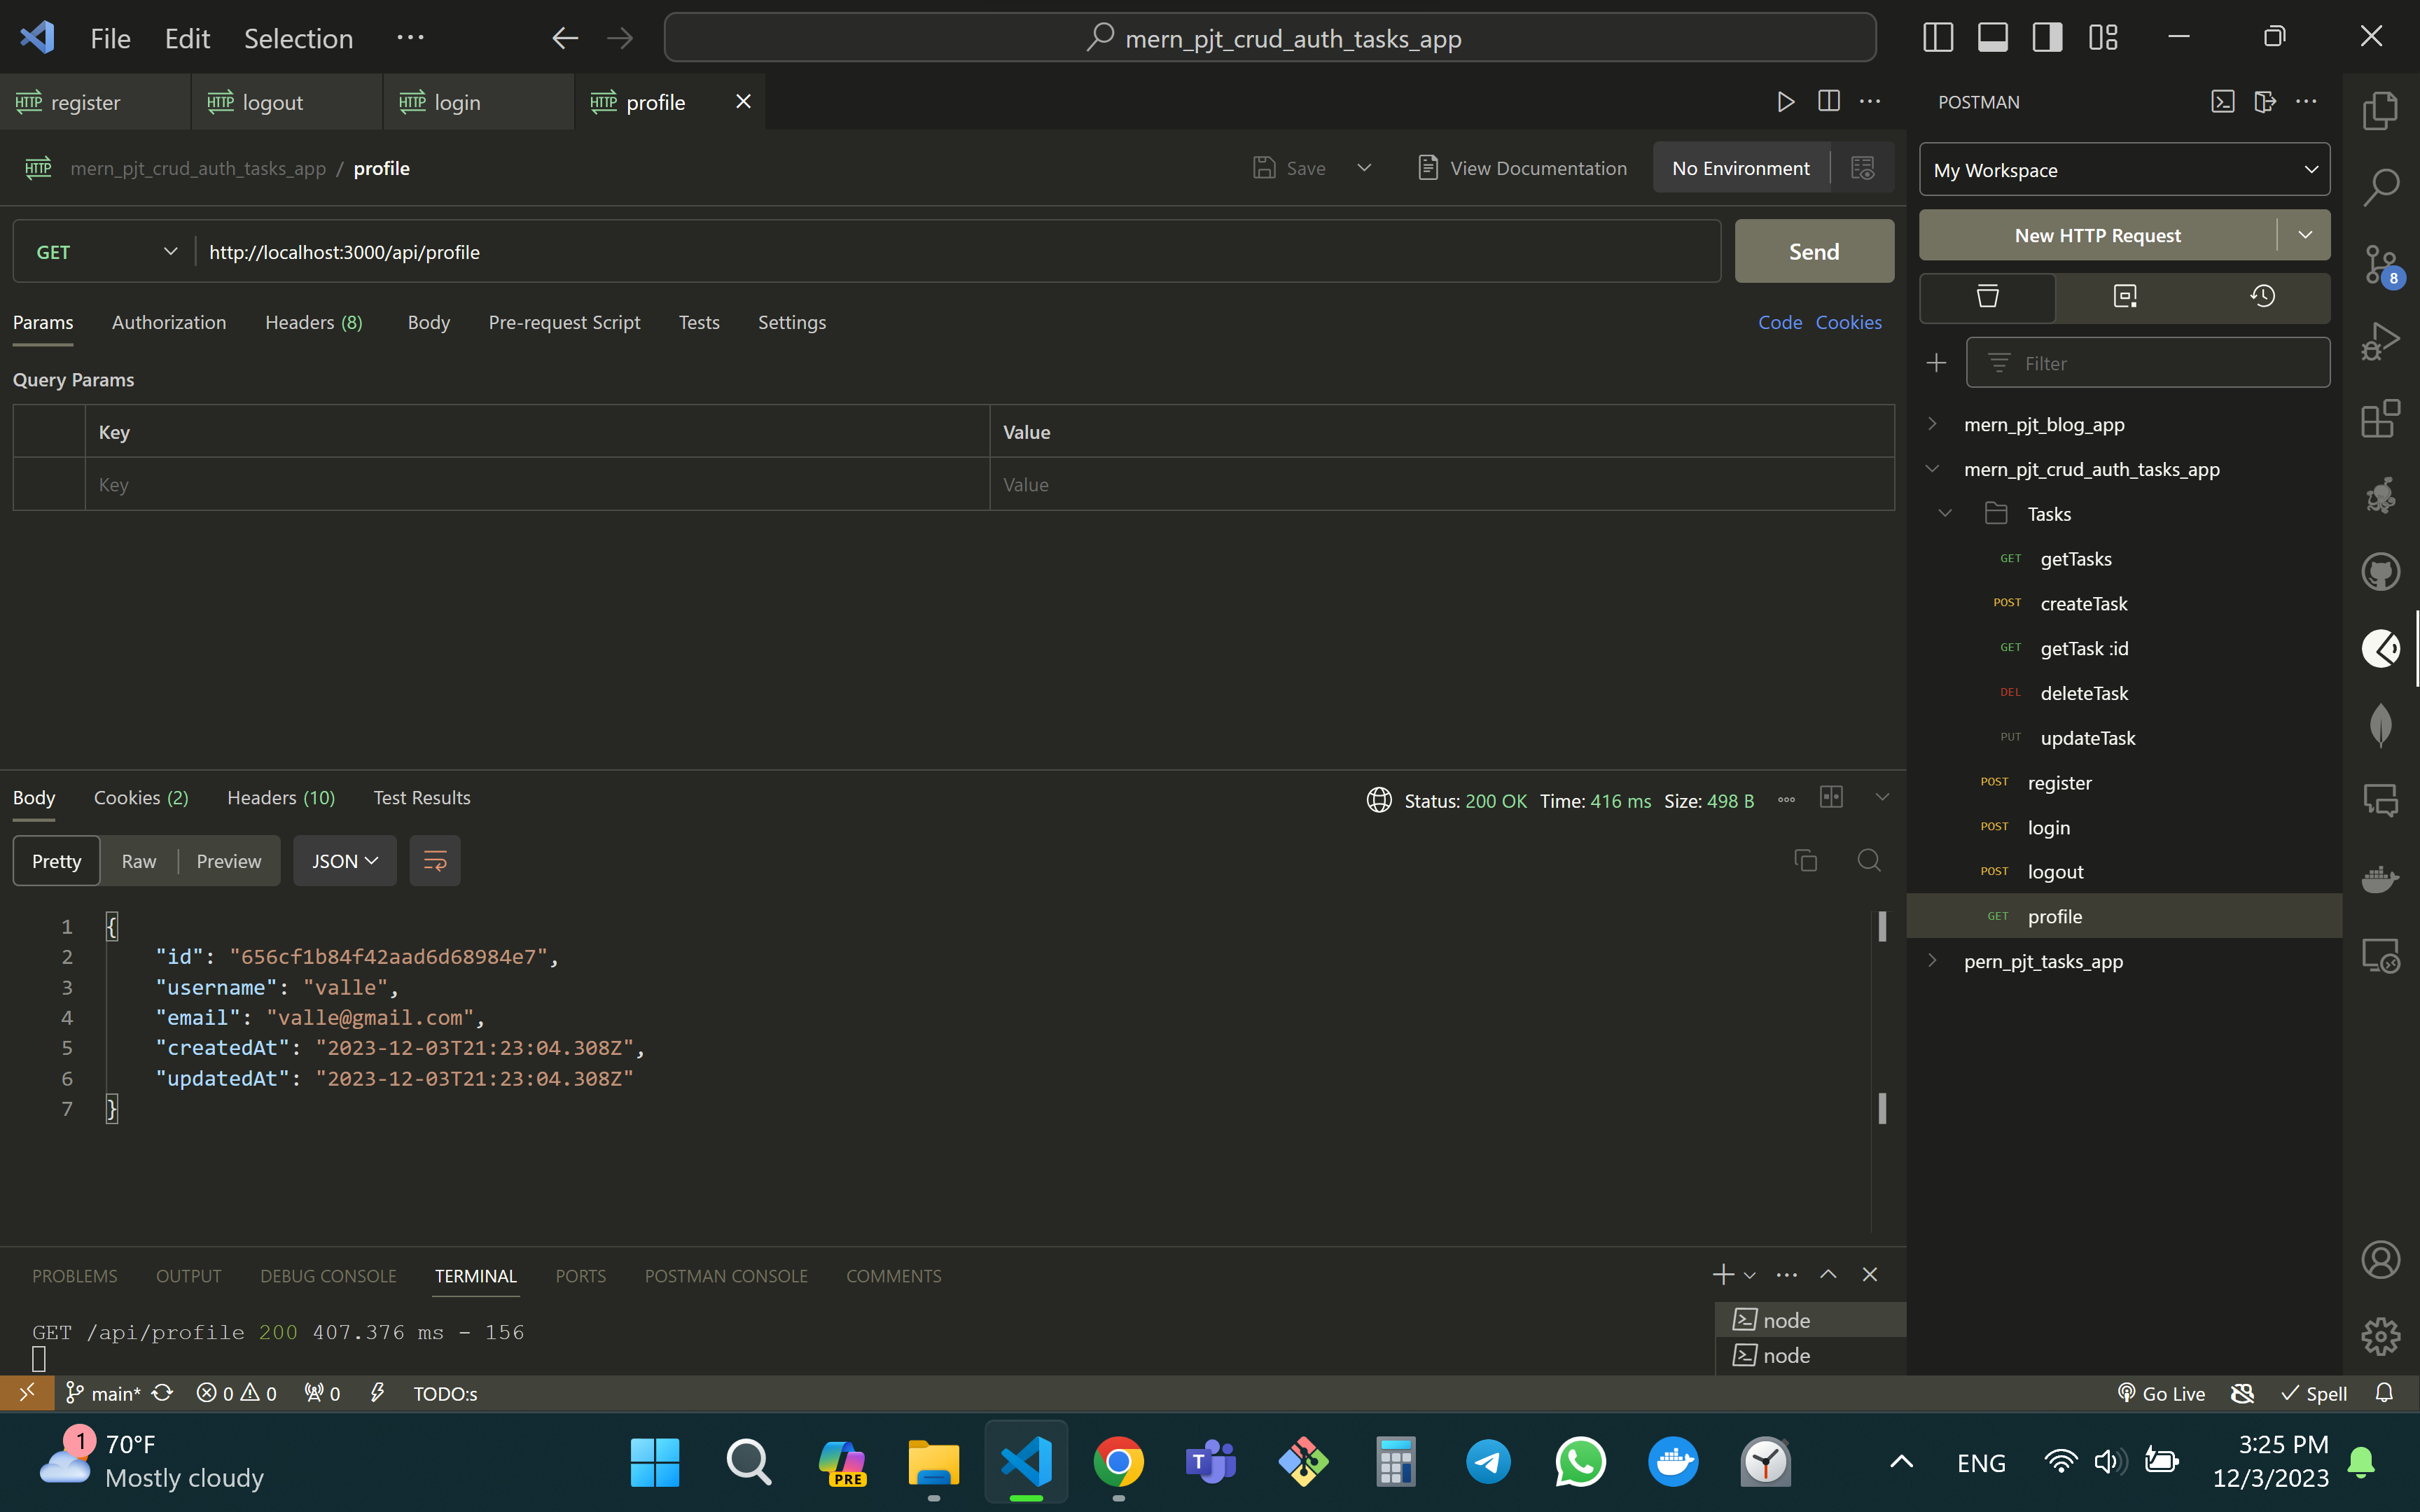 File Edit Selection ··· mern_pjt_crud_auth_tasks_app
HTTP register HTTP logout HTTP login HTTP profile
HTTP mern_pjt_crud_auth_tasks_app / profile Save View Documentation No Environment
GET http://localhost:3000/api/profile Send
Params Authorization Headers (8) Body Pre-request Script Tests Settings Code Cookies
Query Params
Key Value
Key Value
Body Cookies (2) Headers (10) Test Results Status: 200 OK Time: 416 ms Size: 498 B
Pretty Raw Preview JSON
1 {
2 "id": "656cf1b84f42aad6d68984e7",
3 "username": "valle",
4 "email": "valle@gmail.com",
5 "createdAt": "2023-12-03T21:23:04.308Z",
6 "updatedAt": "2023-12-03T21:23:04.308Z"
7 }
PROBLEMS OUTPUT DEBUG CONSOLE TERMINAL PORTS POSTMAN CONSOLE COMMENTS
GET /api/profile 200 407.376 ms - 156
node
node
POSTMAN
My Workspace
New HTTP Request
Filter
mern_pjt_blog_app
mern_pjt_crud_auth_tasks_app
Tasks
GET getTasks
POST createTask
GET getTask :id
DEL deleteTask
PUT updateTask
POST register
POST login
POST logout
GET profile
pern_pjt_tasks_app
8
main* 0 0 0 TODO:s Go Live Spell
1 70°F
Mostly cloudy
PRE
T
ENG
3:25 PM
12/3/2023